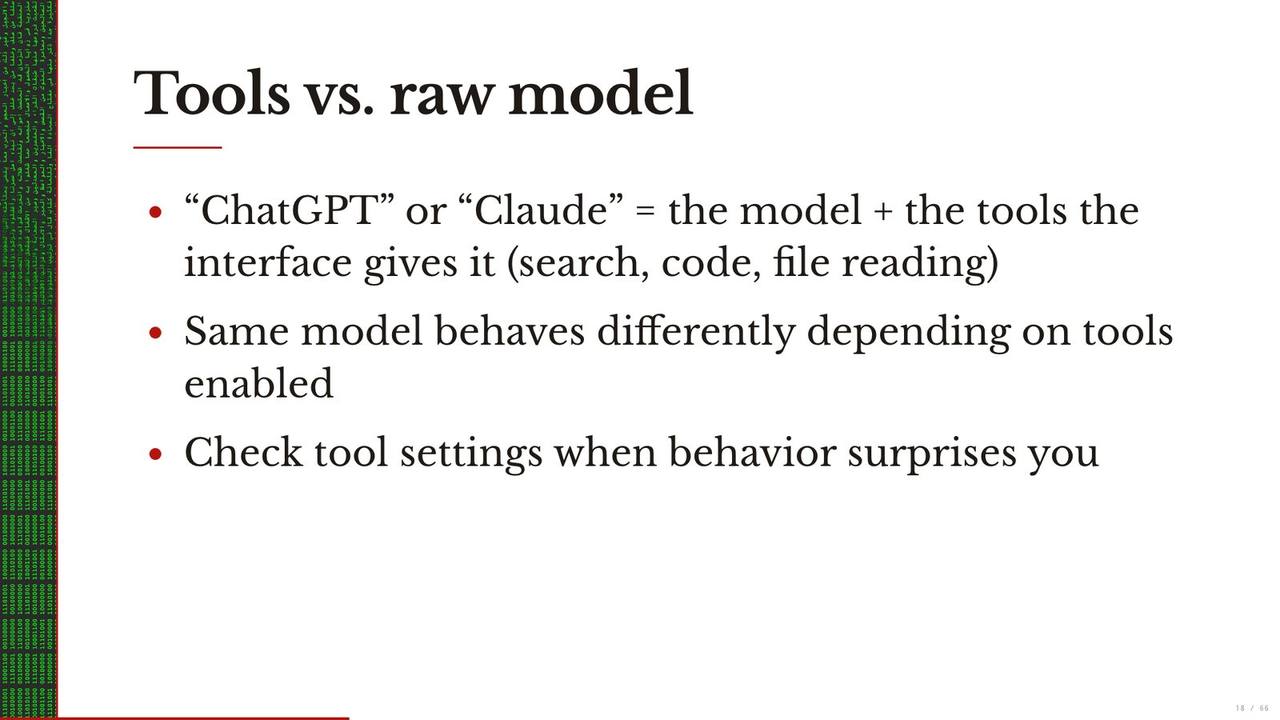 Tools vs. raw model
• “ChatGPT” or “Claude” = the model + the tools the
interface gives it (search, code, file reading)
• Same model behaves differently depending on tools
enabled
• Check tool settings when behavior surprises you
18 / 66